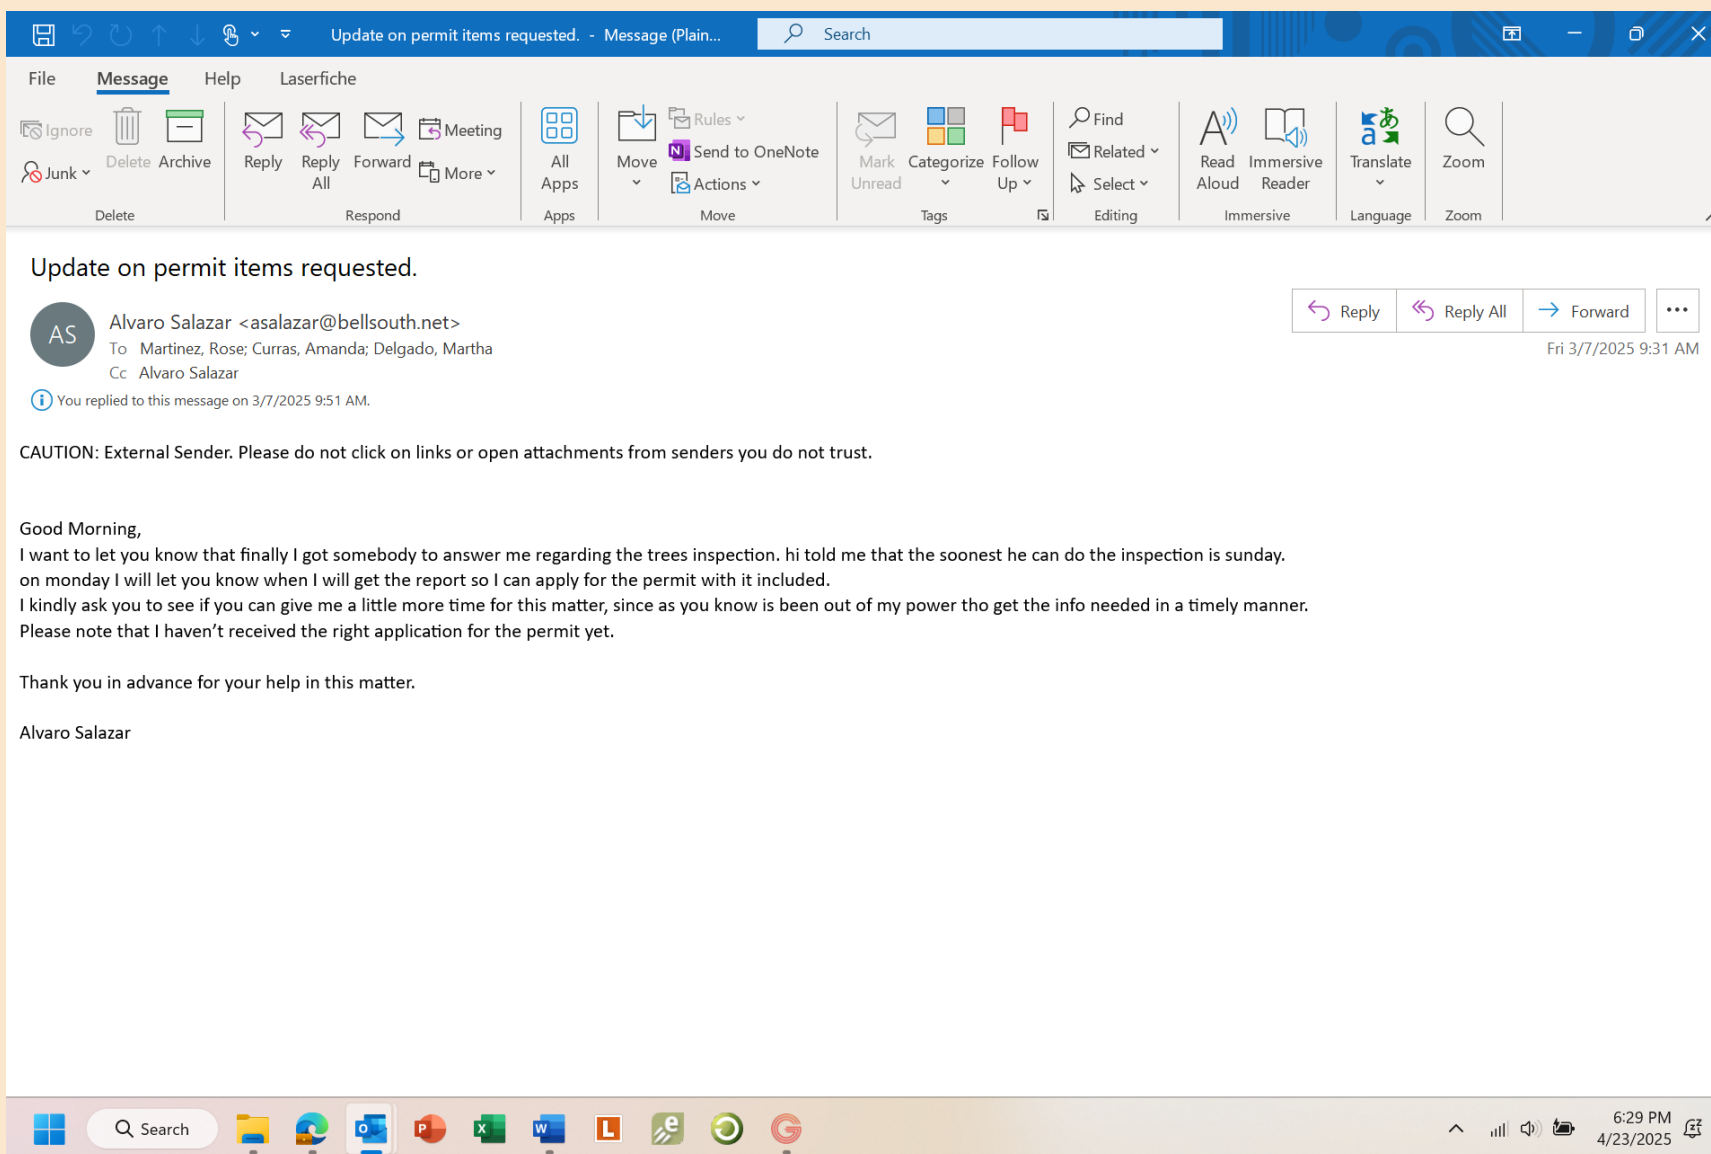 Update on permit items requested. - Message (Plain...
Search
File Message Help Laserfiche
Ignore
Junk
Delete
Archive
Delete
Reply
Reply All
Forward
Meeting
More
Respond
All Apps
Apps
Move
Rules
Send to OneNote
Actions
Move
Mark Unread
Categorize
Follow Up
Tags
Find
Related
Select
Editing
Read Aloud
Immersive Reader
Immersive
Translate
Language
Zoom
Zoom
Update on permit items requested.
AS
Alvaro Salazar <asalazar@bellsouth.net>
To Martinez, Rose; Curras, Amanda; Delgado, Martha
Cc Alvaro Salazar
Reply
Reply All
Forward
Fri 3/7/2025 9:31 AM
You replied to this message on 3/7/2025 9:51 AM.
CAUTION: External Sender. Please do not click on links or open attachments from senders you do not trust.
Good Morning,
I want to let you know that finally I got somebody to answer me regarding the trees inspection. hi told me that the soonest he can do the inspection is sunday.
on monday I will let you know when I will get the report so I can apply for the permit with it included.
I kindly ask you to see if you can give me a little more time for this matter, since as you know is been out of my power tho get the info needed in a timely manner.
Please note that I haven’t received the right application for the permit yet.
Thank you in advance for your help in this matter.
Alvaro Salazar
Search
6:29 PM
4/23/2025